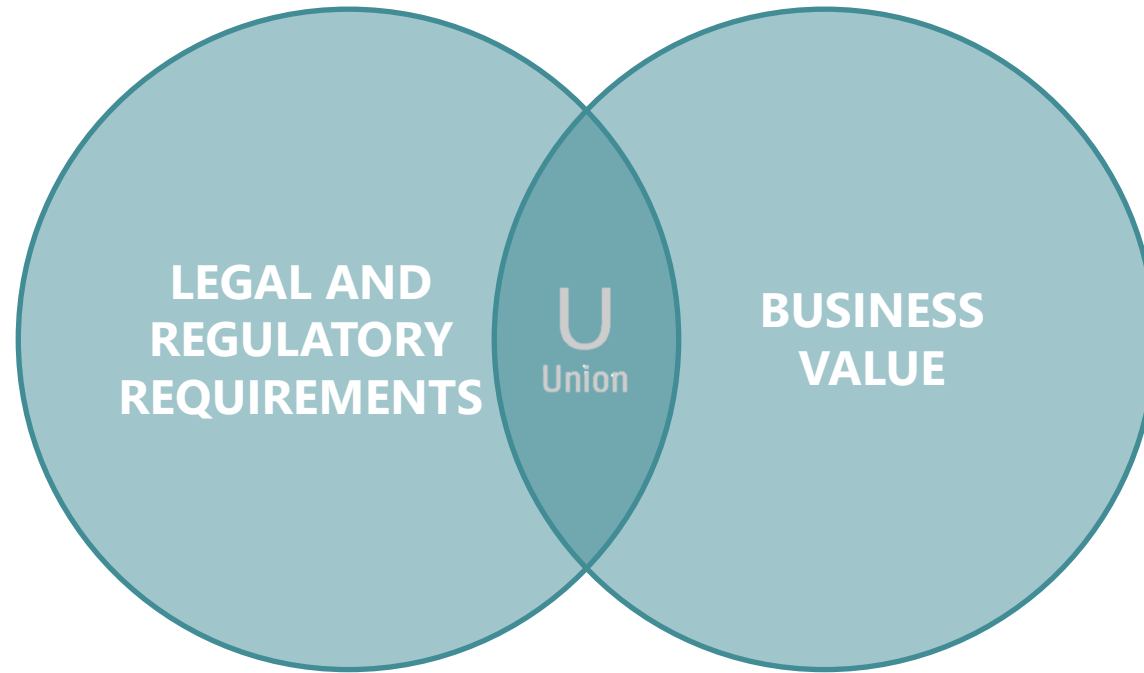 LEGAL AND
REGULATORY
REQUIREMENTS
U
Union
BUSINESS
VALUE